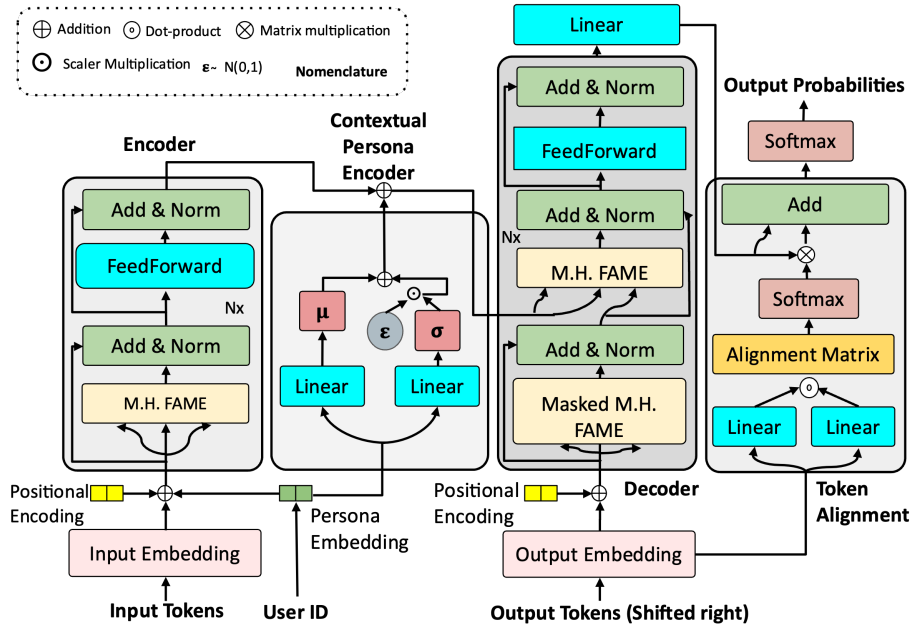 Addition
Dot-product
Matrix multiplication
Scaler Multiplication
ε~ N(0,1)
Nomenclature
Encoder
Add & Norm
FeedForward
Nx
Add & Norm
M.H. FAME
Positional
Encoding
Input Embedding
Input Tokens
Contextual
Persona
Encoder
μ
ε
σ
Linear
Linear
Persona
Embedding
User ID
Linear
Add & Norm
FeedForward
Add & Norm
Nx
M.H. FAME
Add & Norm
Masked M.H.
FAME
Decoder
Positional
Encoding
Output Embedding
Output Tokens (Shifted right)
Output Probabilities
Softmax
Add
Softmax
Alignment Matrix
Linear
Linear
Token
Alignment